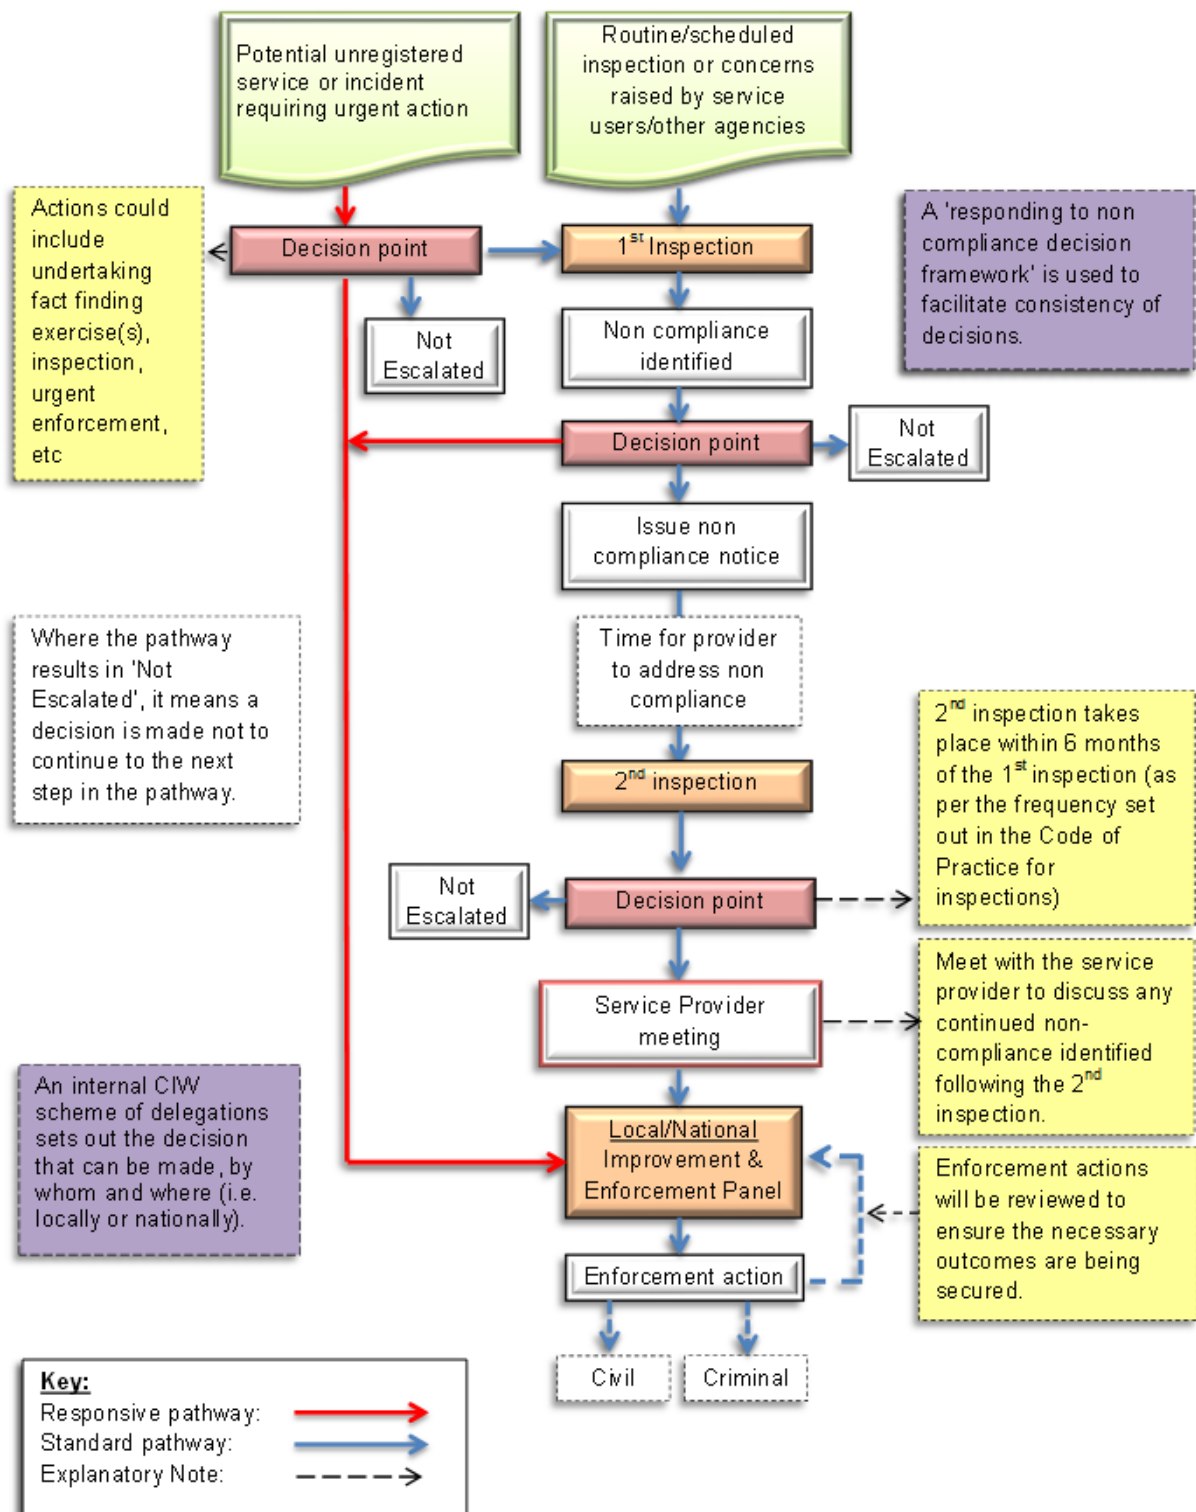 Potential unregistered
service or incident
requiring urgent action
Routine/scheduled
inspection or concerns
raised by service
users/other agencies
Actions could
include
undertaking
fact finding
exercise(s),
inspection,
urgent
enforcement,
etc
Decision point
1st Inspection
A 'responding to non
compliance decision
framework' is used to
facilitate consistency of
decisions.
Not
Escalated
Non compliance
identified
Decision point
Not
Escalated
Issue non
compliance notice
Where the pathway
results in 'Not
Escalated', it means a
decision is made not to
continue to the next
step in the pathway.
Time for provider
to address non
compliance
2nd inspection
2nd inspection takes
place within 6 months
of the 1st inspection (as
per the frequency set
out in the Code of
Practice for
inspections)
Not
Escalated
Decision point
Service Provider
meeting
Meet with the service
provider to discuss any
continued non-
compliance identified
following the 2nd
inspection.
An internal CIW
scheme of delegations
sets out the decision
that can be made, by
whom and where (i.e.
locally or nationally).
Local/National
Improvement &
Enforcement Panel
Enforcement actions
will be reviewed to
ensure the necessary
outcomes are being
secured.
Enforcement action
Civil
Criminal
Key:
Responsive pathway:
Standard pathway:
Explanatory Note: